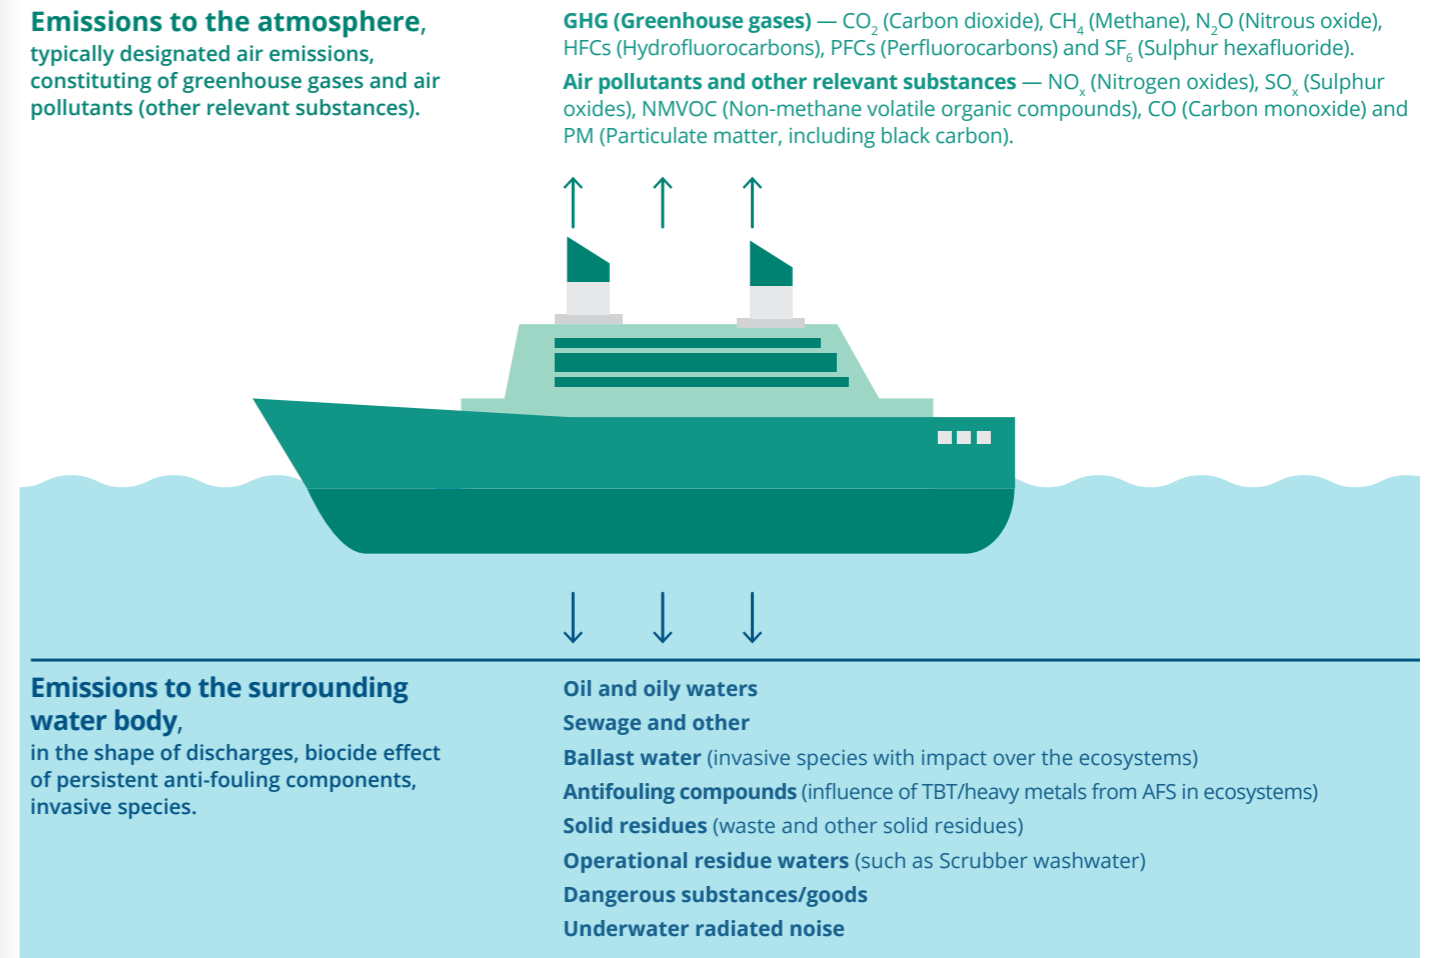 Emissions to the atmosphere,
typically designated air emissions,
constituting of greenhouse gases and air
pollutants (other relevant substances).
GHG (Greenhouse gases) — CO₂ (Carbon dioxide), CH₄ (Methane), N₂O (Nitrous oxide),
HFCs (Hydrofluorocarbons), PFCs (Perfluorocarbons) and SF₆ (Sulphur hexafluoride).
Air pollutants and other relevant substances — NOₓ (Nitrogen oxides), SOₓ (Sulphur
oxides), NMVOC (Non-methane volatile organic compounds), CO (Carbon monoxide) and
PM (Particulate matter, including black carbon).
Emissions to the surrounding
water body,
in the shape of discharges, biocide effect
of persistent anti-fouling components,
invasive species.
Oil and oily waters
Sewage and other
Ballast water (invasive species with impact over the ecosystems)
Antifouling compounds (influence of TBT/heavy metals from AFS in ecosystems)
Solid residues (waste and other solid residues)
Operational residue waters (such as Scrubber washwater)
Dangerous substances/goods
Underwater radiated noise